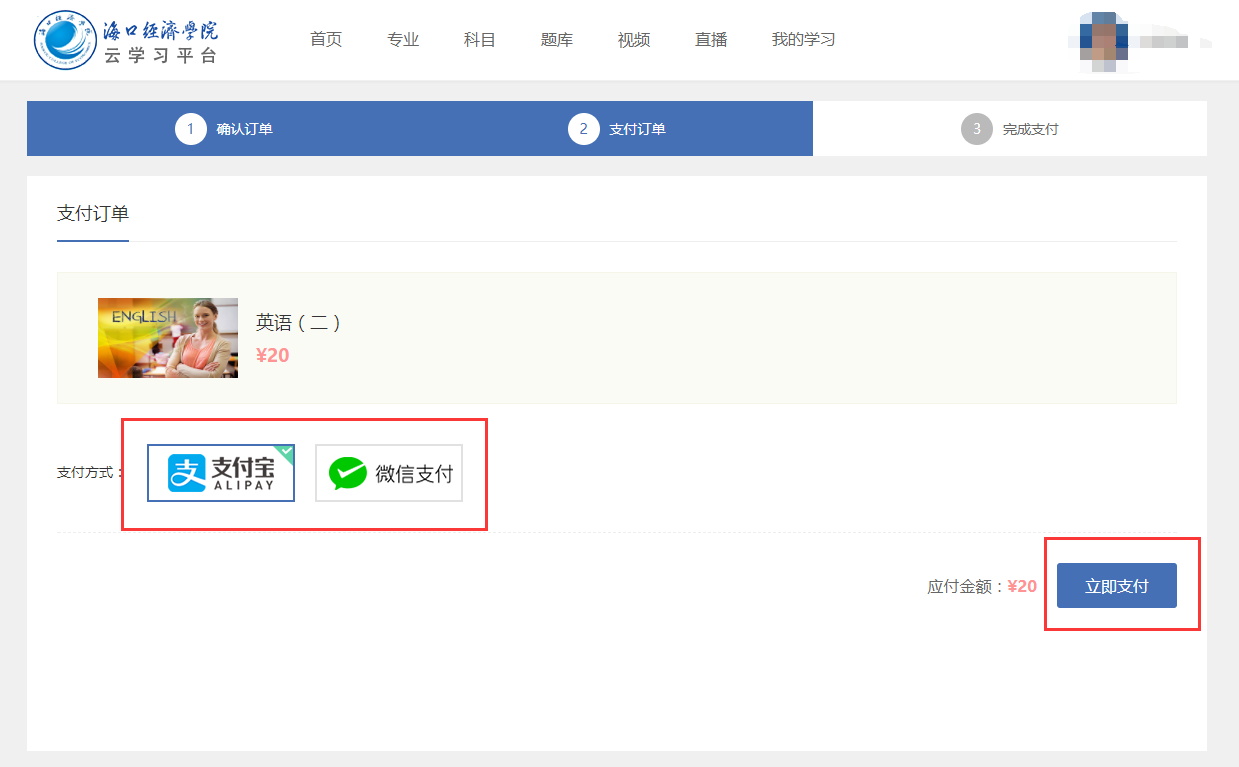 海口经濟學院
云学习平台
首页 专业 科目 题库 视频 直播 我的学习
1 确认订单 2 支付订单 3 完成支付
支付订单
ENGLISH
英语（二）
¥20
支付方式：
支付宝
ALIPAY
微信支付
应付金额：¥20 立即支付